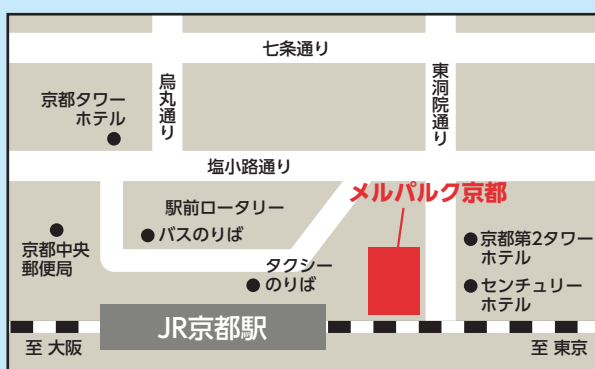 七条通り
烏丸通り
東洞院通り
京都タワー
ホテル
塩小路通り
メルパルク京都
駅前ロータリー
バスのりば
京都中央
郵便局
京都第2タワー
ホテル
タクシー
のりば
センチュリー
ホテル
JR京都駅
至 大阪
至 東京